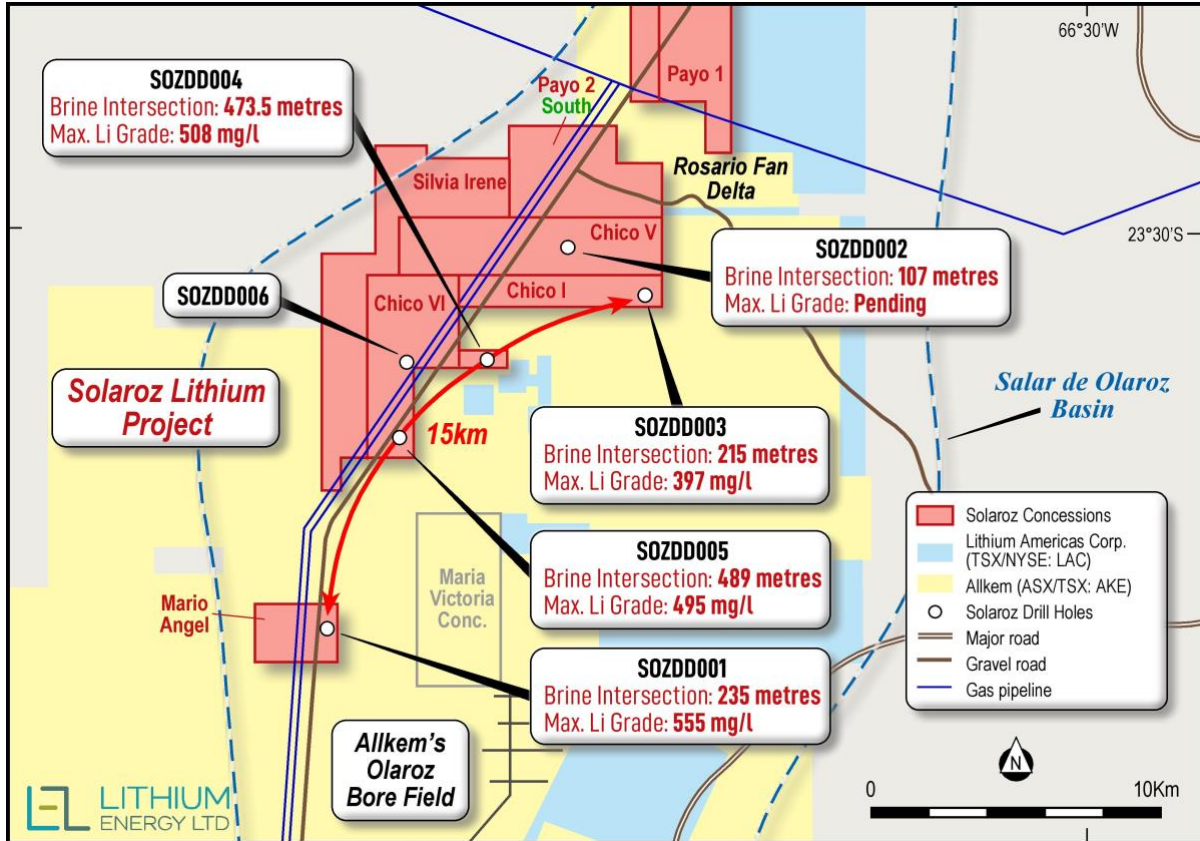 66°30'W
SOZDD004
Brine Intersection: 473.5 metres
Max. Li Grade: 508 mg/l
Payo 2
South
Payo 1
Silvia Irene
Rosario Fan
Delta
23°30'S
Chico V
SOZDD002
Brine Intersection: 107 metres
Max. Li Grade: Pending
SOZDD006
Chico VI
Chico I
Solaroz Lithium
Project
15km
Salar de Olaroz
Basin
SOZDD003
Brine Intersection: 215 metres
Max. Li Grade: 397 mg/l
SOZDD005
Brine Intersection: 489 metres
Max. Li Grade: 495 mg/l
Maria
Victoria
Conc.
Mario
Angel
SOZDD001
Brine Intersection: 235 metres
Max. Li Grade: 555 mg/l
Allkem's
Olaroz
Bore Field
Solaroz Concessions
Lithium Americas Corp.
(TSX/NYSE: LAC)
Allkem (ASX/TSX: AKE)
Solaroz Drill Holes
Major road
Gravel road
Gas pipeline
N
0 10Km
LEL LITHIUM
ENERGY LTD